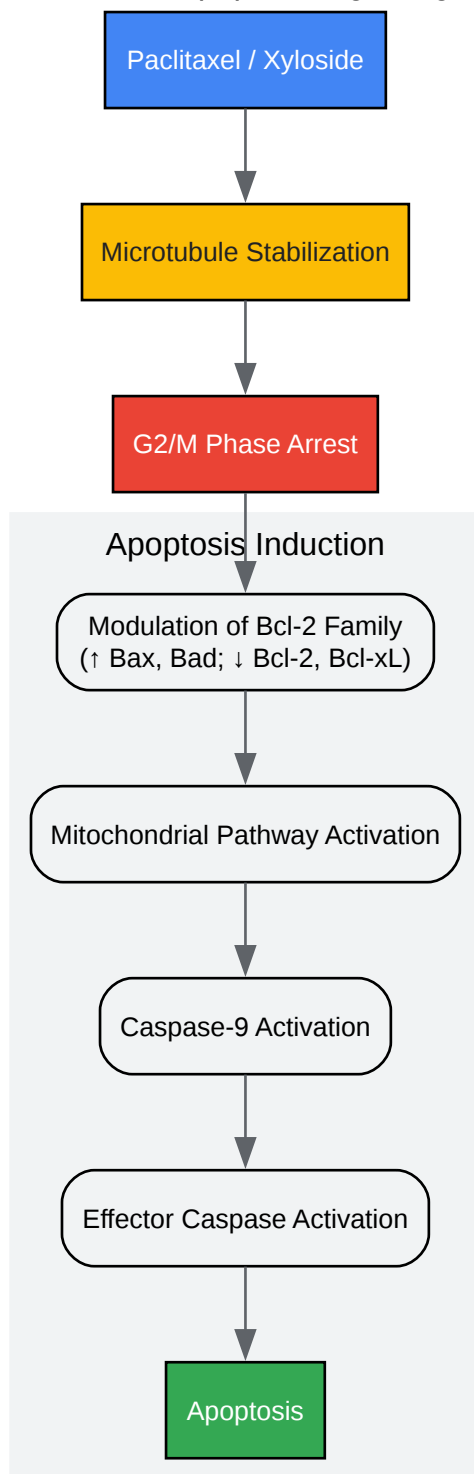 Paclitaxel / Xyloside
Microtubule Stabilization
G2/M Phase Arrest
Apoptosis Induction
Modulation of Bcl-2 Family
(↑ Bax, Bad; ↓ Bcl-2, Bcl-xL)
Mitochondrial Pathway Activation
Caspase-9 Activation
Effector Caspase Activation
Apoptosis